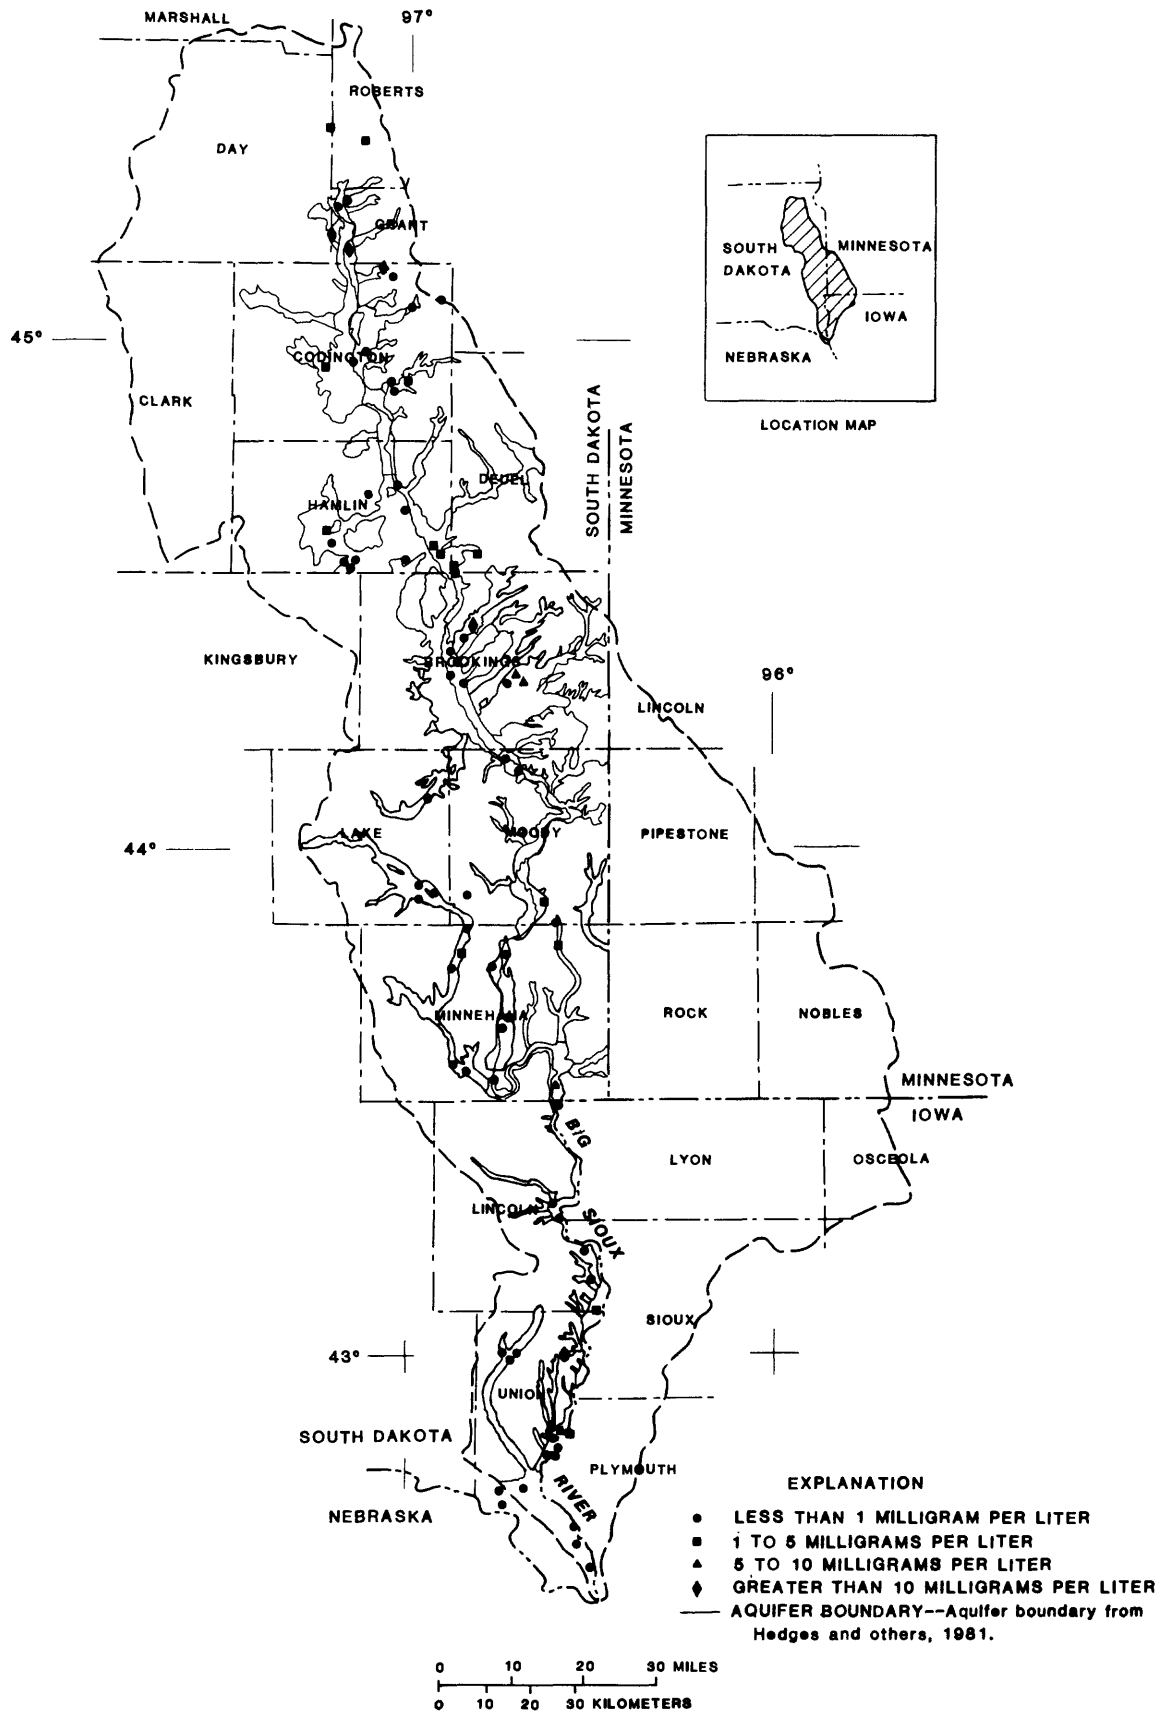 MARSHALL
97°
ROBERTS
DAY
GRANT
SOUTH
DAKOTA
MINNESOTA
IOWA
NEBRASKA
LOCATION MAP
45°
CODINGTON
CLARK
SOUTH DAKOTA
MINNESOTA
DEUEL
HAMLIN
KINGSBURY
BROOKINGS
96°
LINCOLN
44°
LAKE
MOODY
PIPESTONE
MINNEHAHA
ROCK
NOBLES
MINNESOTA
IOWA
BIG
LYON
OSCEOLA
LINCOLN
SIOUX
SIOUX
43°
UNION
SOUTH DAKOTA
PLYMOUTH
NEBRASKA
RIVER
EXPLANATION
LESS THAN 1 MILLIGRAM PER LITER
1 TO 5 MILLIGRAMS PER LITER
5 TO 10 MILLIGRAMS PER LITER
GREATER THAN 10 MILLIGRAMS PER LITER
AQUIFER BOUNDARY--Aquifer boundary from
Hedges and others, 1981.
0 10 20 30 MILES
0 10 20 30 KILOMETERS